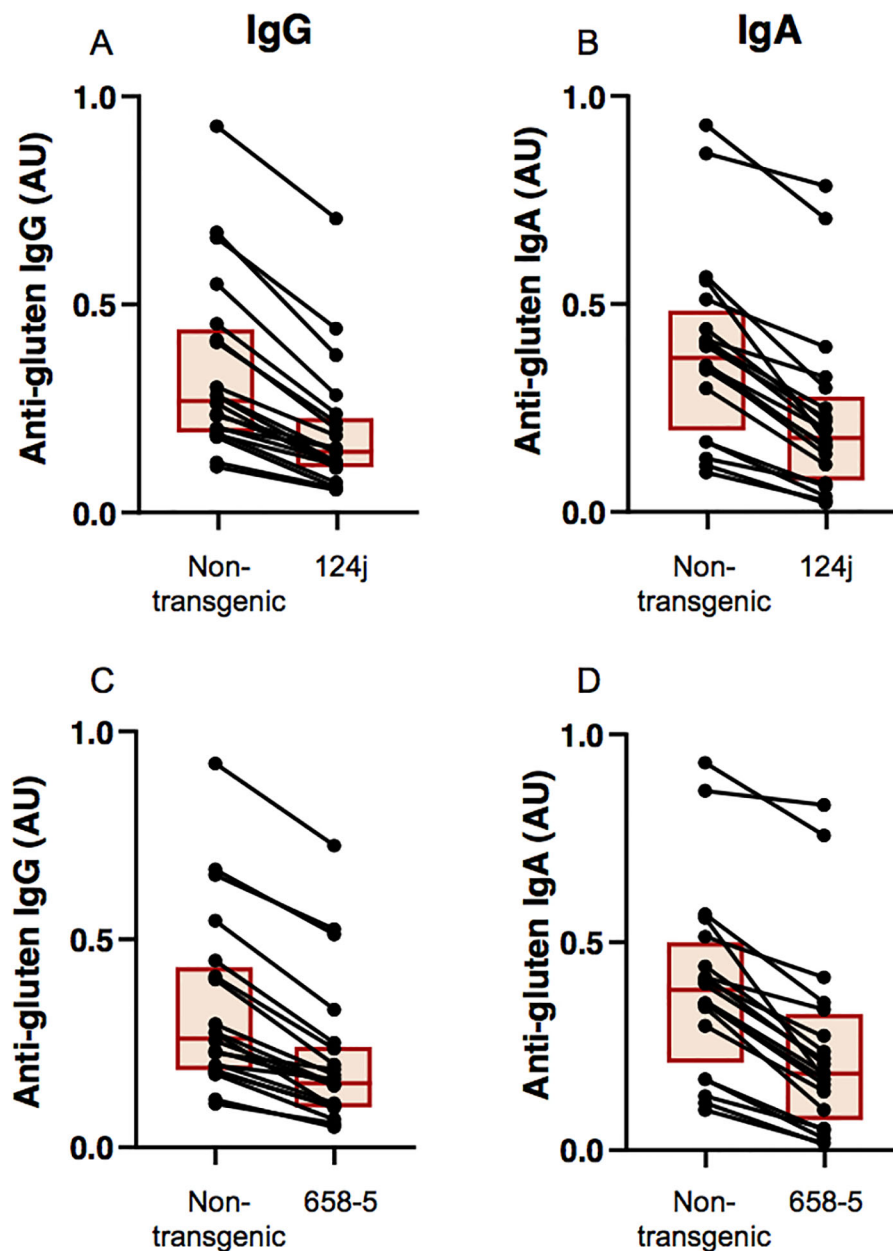 A
IgG
Anti-gluten IgG (AU)
1.0
0.5
0.0
Non-
transgenic
124j
B
IgA
Anti-gluten IgA (AU)
1.0
0.5
0.0
Non-
transgenic
124j
C
Anti-gluten IgG (AU)
1.0
0.5
0.0
Non-
transgenic
658-5
D
Anti-gluten IgA (AU)
1.0
0.5
0.0
Non-
transgenic
658-5